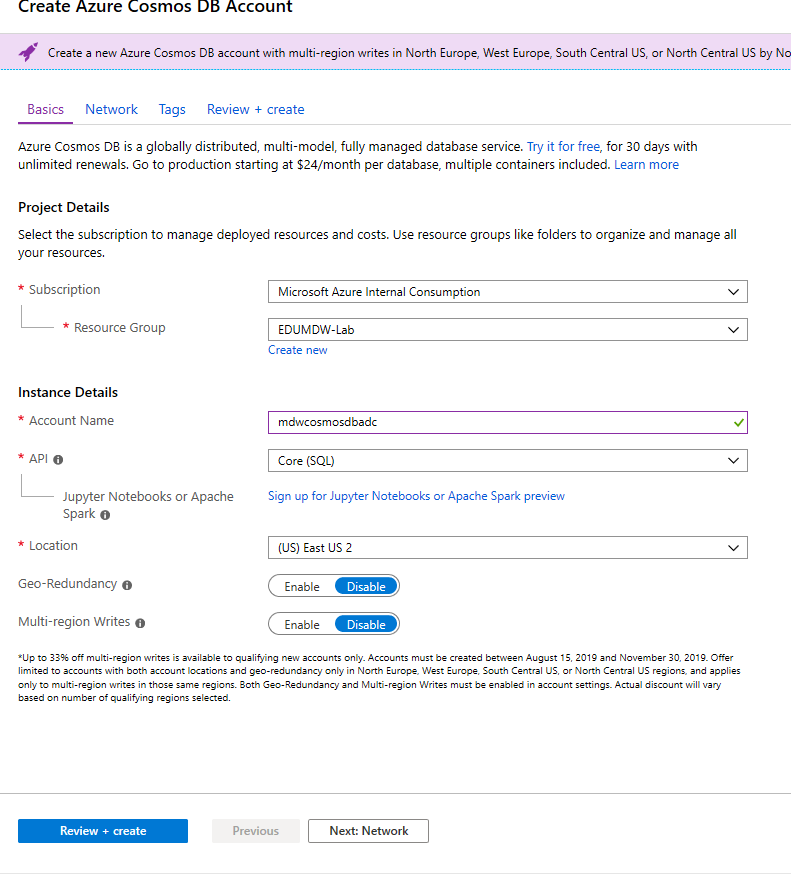 Create Azure Cosmos DB Account
Create a new Azure Cosmos DB account with multi-region writes in North Europe, West Europe, South Central US, or North Central US by No
Basics Network Tags Review + create
Azure Cosmos DB is a globally distributed, multi-model, fully managed database service. Try it for free, for 30 days with
unlimited renewals. Go to production starting at $24/month per database, multiple containers included. Learn more
Project Details
Select the subscription to manage deployed resources and costs. Use resource groups like folders to organize and manage all
your resources.
* Subscription Microsoft Azure Internal Consumption
* Resource Group EDUMDW-Lab
Create new
Instance Details
* Account Name mdwcosmosdbadc
* API Core (SQL)
Jupyter Notebooks or Apache Sign up for Jupyter Notebooks or Apache Spark preview
Spark
* Location (US) East US 2
Geo-Redundancy Enable Disable
Multi-region Writes Enable Disable
*Up to 33% off multi-region writes is available to qualifying new accounts only. Accounts must be created between August 15, 2019 and November 30, 2019. Offer
limited to accounts with both account locations and geo-redundancy only in North Europe, West Europe, South Central US, or North Central US regions, and applies
only to multi-region writes in those same regions. Both Geo-Redundancy and Multi-region Writes must be enabled in account settings. Actual discount will vary
based on number of qualifying regions selected.
Review + create Previous Next: Network